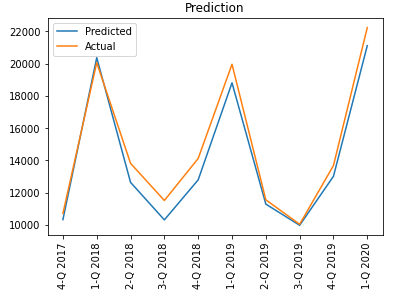 Prediction
Predicted
Actual
22000
20000
18000
16000
14000
12000
10000
4-Q 2017
1-Q 2018
2-Q 2018
3-Q 2018
4-Q 2018
1-Q 2019
2-Q 2019
3-Q 2019
4-Q 2019
1-Q 2020